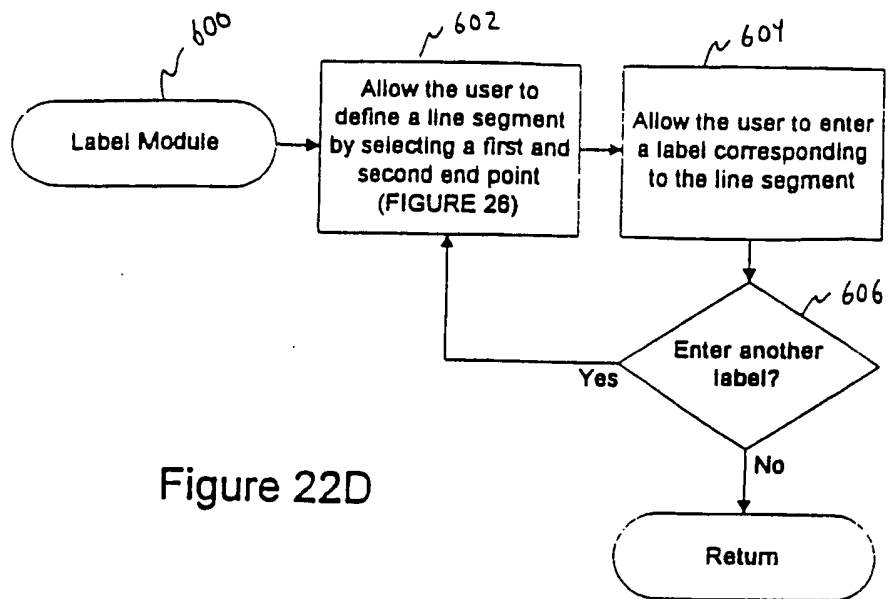 600
602
604
Label Module
Allow the user to
define a line segment
by selecting a first and
second end point
(FIGURE 26)
Allow the user to enter
a label corresponding
to the line segment
606
Enter another
label?
Yes
No
Return
Figure 22D